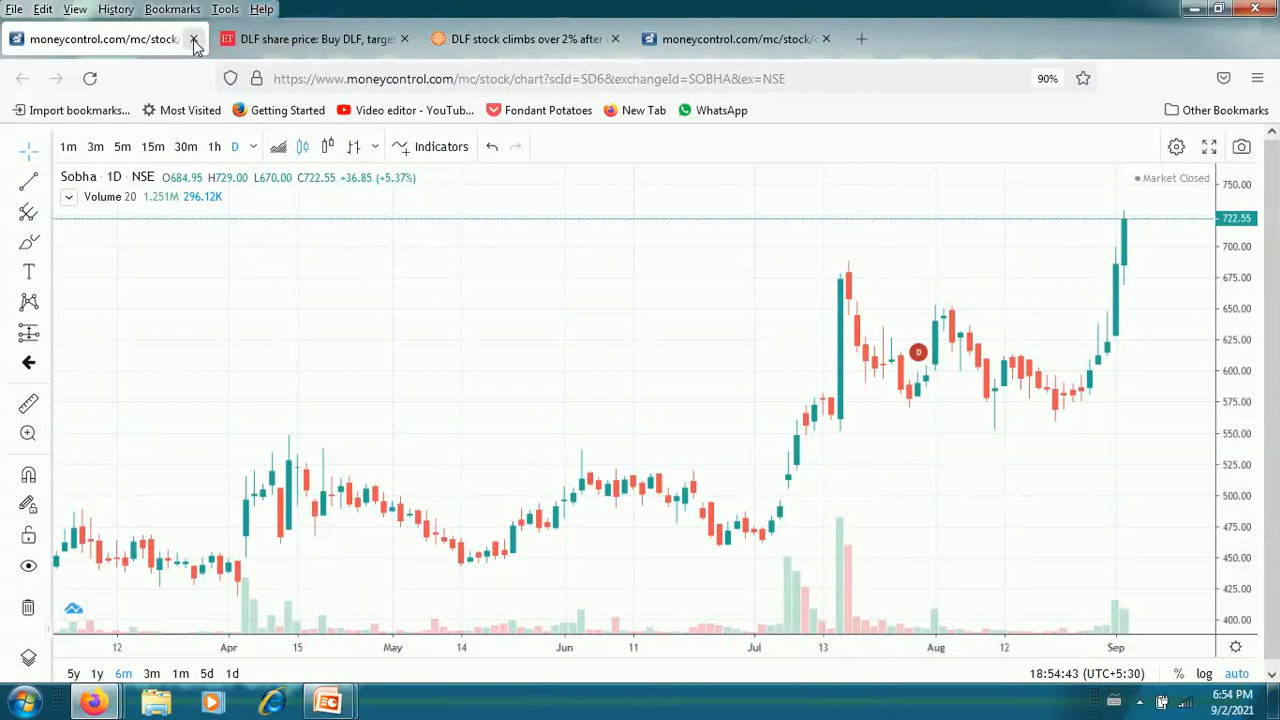 File Edit View History Bookmarks Tools Help
moneycontrol.com/mc/stock/
ET DLF share price: Buy DLF, targe
DLF stock climbs over 2% after
moneycontrol.com/mc/stock/c
https://www.moneycontrol.com/mc/stock/chart?scId=SD6&exchangeId=SOBHA&ex=NSE 90%
Import bookmarks... Most Visited Getting Started Video editor - YouTub... Fondant Potatoes New Tab WhatsApp Other Bookmarks
1m 3m 5m 15m 30m 1h D Indicators
Sobha · 1D · NSE O684.95 H729.00 L670.00 C722.55 +36.85 (+5.37%) Market Closed
Volume 20 1.251M 296.12K
750.00
722.55
700.00
675.00
650.00
625.00
600.00
575.00
550.00
525.00
500.00
475.00
450.00
425.00
400.00
D
T
12 Apr 15 May 14 Jun 11 Jul 13 Aug 12 Sep
5y 1y 6m 3m 1m 5d 1d 18:54:43 (UTC+5:30) % log auto
6:54 PM
9/2/2021